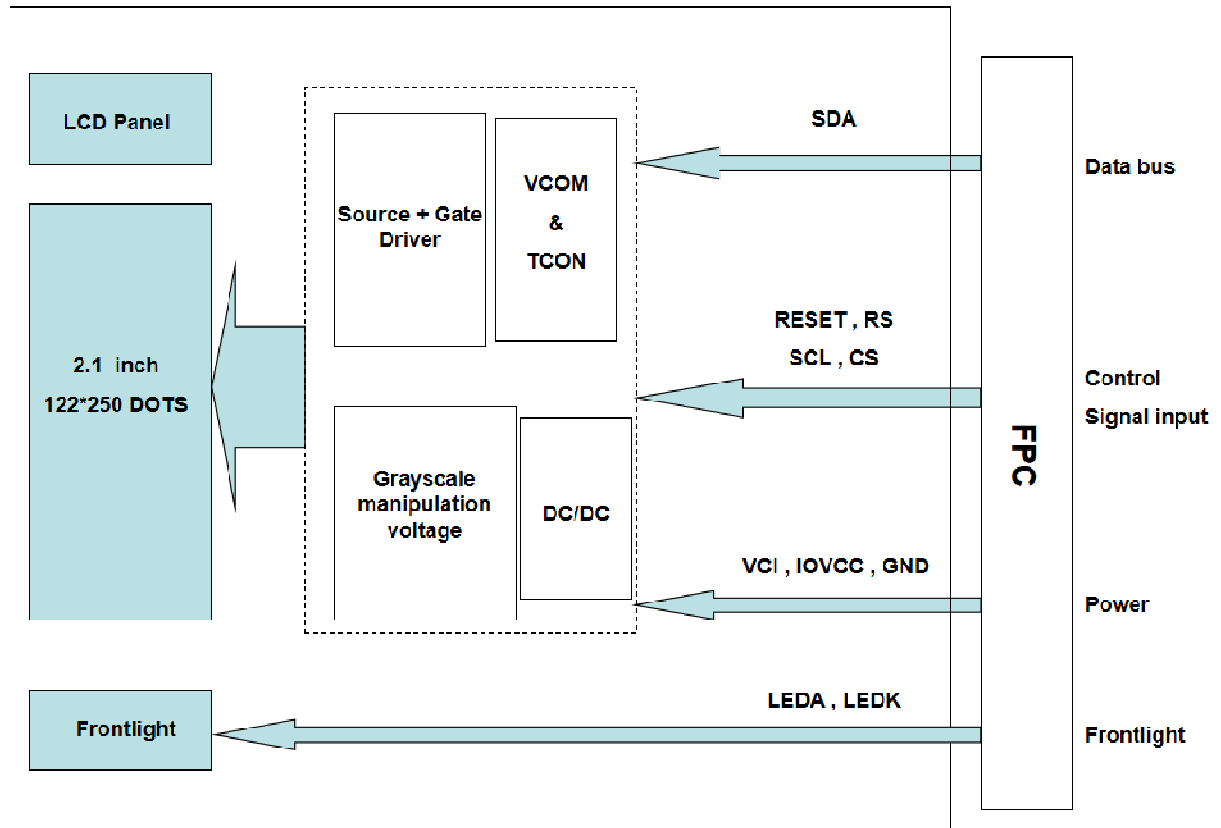 LCD Panel
2.1 inch
122*250 DOTS
Frontlight
Source + Gate
Driver
VCOM
&
TCON
Grayscale
manipulation
voltage
DC/DC
SDA
RESET , RS
SCL , CS
VCI , IOVCC , GND
LEDA , LEDK
FPC
Data bus
Control
Signal input
Power
Frontlight